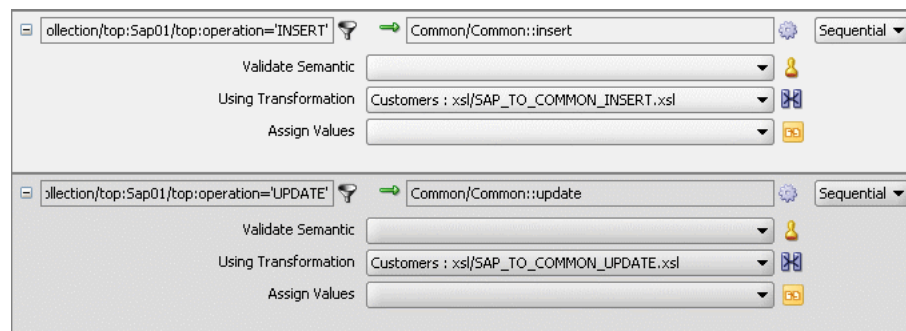 ollection/top:Sap01/top:operation='INSERT' Common/Common::insert Sequential
Validate Semantic
Using Transformation Customers : xsl/SAP_TO_COMMON_INSERT.xsl
Assign Values
ollection/top:Sap01/top:operation='UPDATE' Common/Common::update Sequential
Validate Semantic
Using Transformation Customers : xsl/SAP_TO_COMMON_UPDATE.xsl
Assign Values